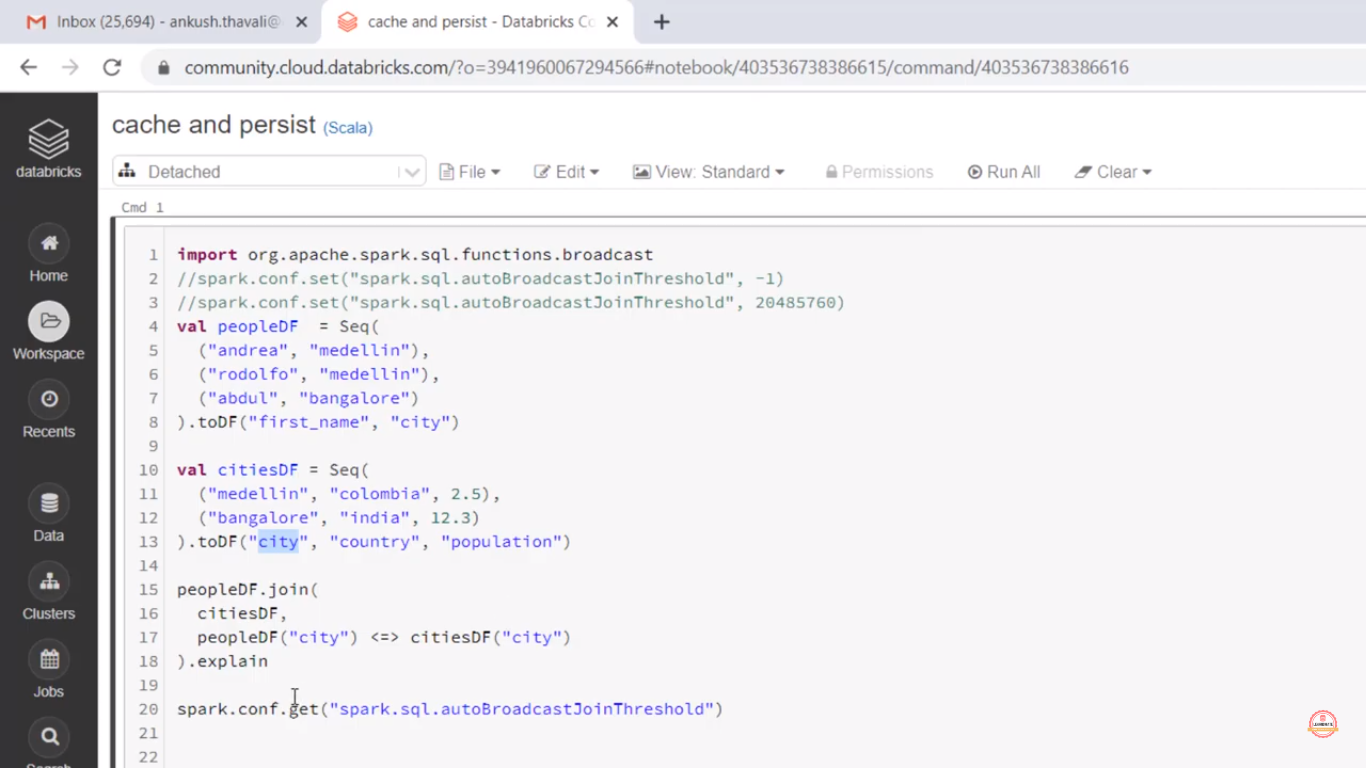 Inbox (25,694) - ankush.thavali@
cache and persist - Databricks Co
community.cloud.databricks.com/?o=3941960067294566#notebook/403536738386615/command/403536738386616
databricks
cache and persist (Scala)
Detached File Edit View: Standard Permissions Run All Clear
Home
Workspace
Recents
Data
Clusters
Jobs
Search
Cmd 1
1 import org.apache.spark.sql.functions.broadcast
2 //spark.conf.set("spark.sql.autoBroadcastJoinThreshold", -1)
3 //spark.conf.set("spark.sql.autoBroadcastJoinThreshold", 20485760)
4 val peopleDF  = Seq(
5   ("andrea", "medellin"),
6   ("rodolfo", "medellin"),
7   ("abdul", "bangalore")
8 ).toDF("first_name", "city")
9
10 val citiesDF = Seq(
11   ("medellin", "colombia", 2.5),
12   ("bangalore", "india", 12.3)
13 ).toDF("city", "country", "population")
14
15 peopleDF.join(
16   citiesDF,
17   peopleDF("city") <=> citiesDF("city")
18 ).explain
19
20 spark.conf.get("spark.sql.autoBroadcastJoinThreshold")
21
22